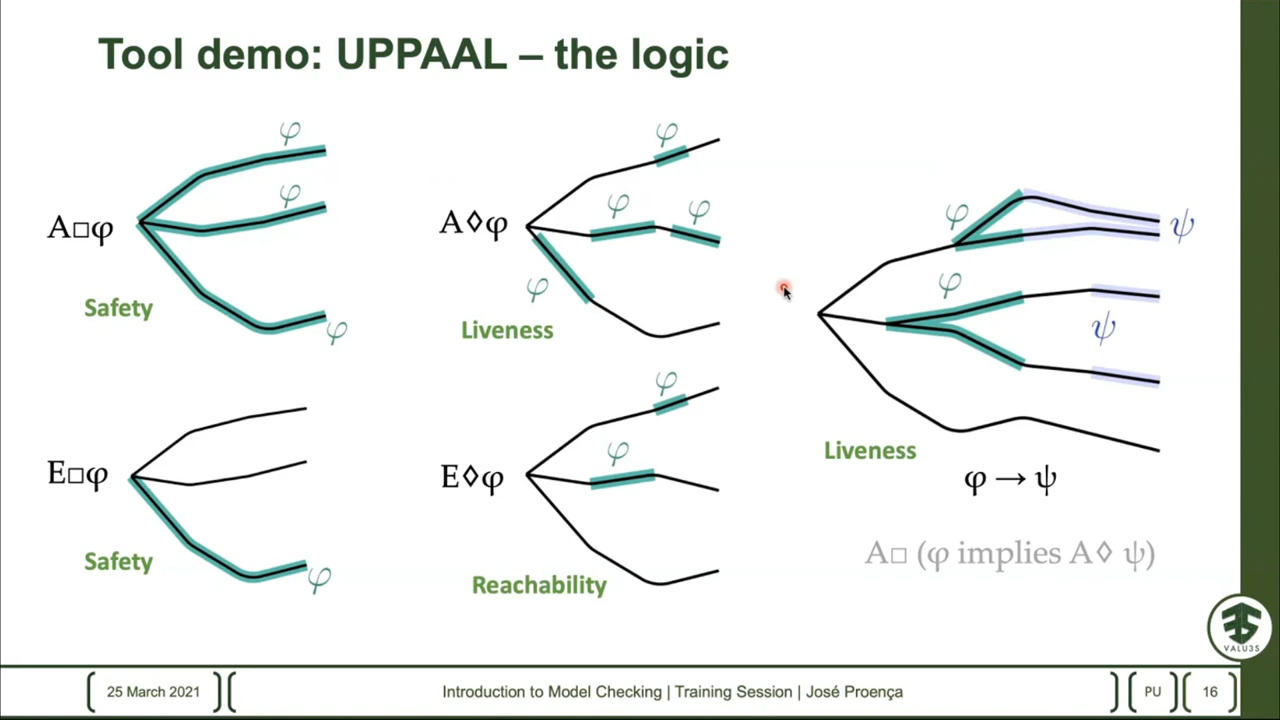 Tool demo: UPPAAL – the logic
φ
φ
A□φ
φ
Safety
φ
φ
φ
A◊φ
φ
Liveness
φ
ψ
φ
ψ
Liveness
φ → ψ
A□ (φ implies A◊ ψ)
E□φ
φ
Safety
φ
φ
E◊φ
Reachability
VALU3S
25 March 2021
Introduction to Model Checking | Training Session | José Proença
PU
16